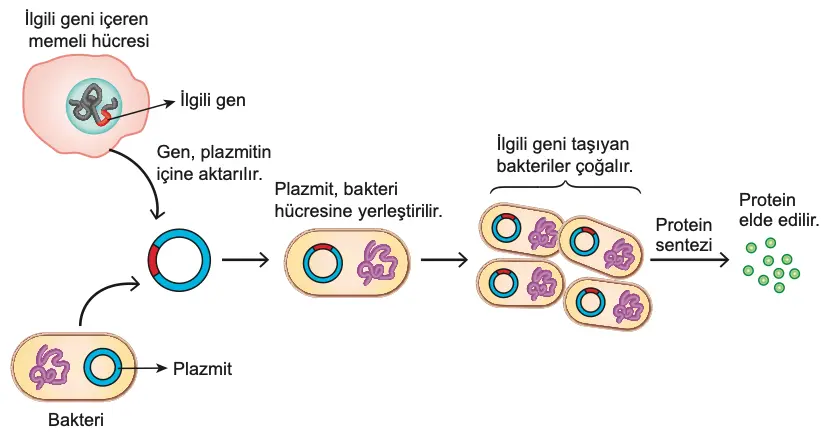 İlgili geni içeren
memeli hücresi
İlgili gen
Gen, plazmitin
içine aktarılır.
Plazmit, bakteri
hücresine yerleştirilir.
İlgili geni taşıyan
bakteriler çoğalır.
Protein
sentezi
Protein
elde edilir.
Plazmit
Bakteri